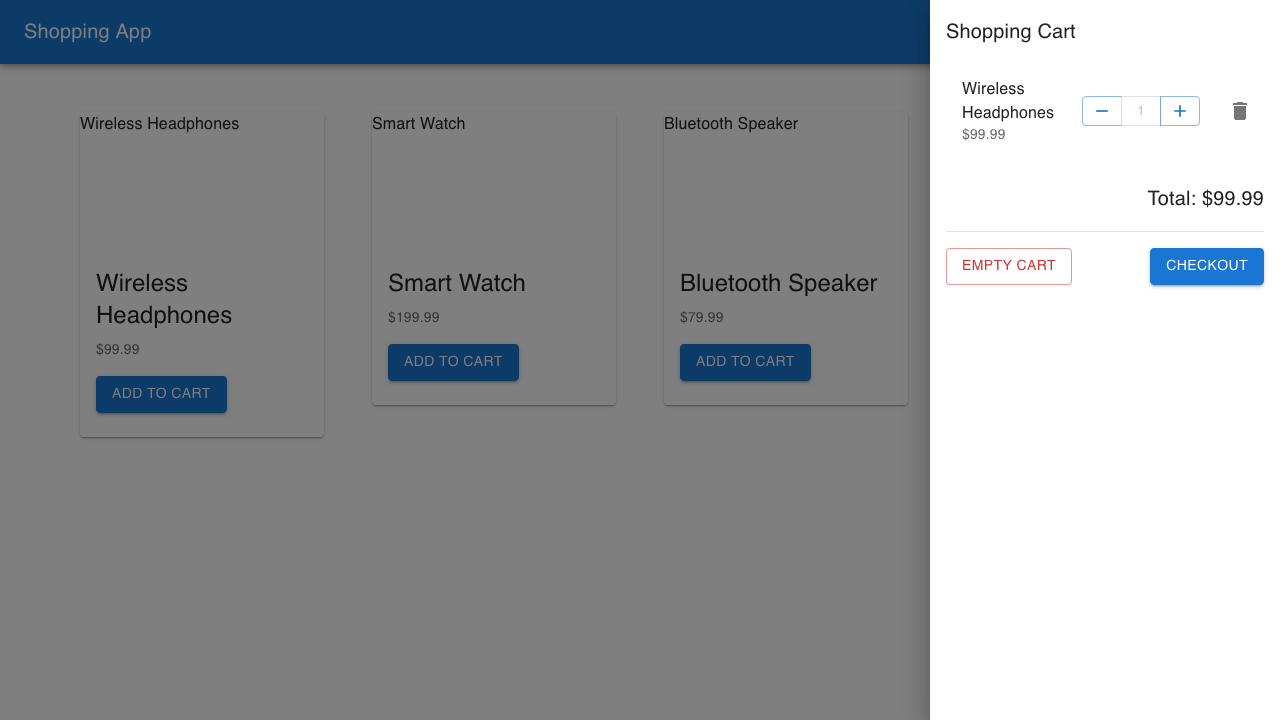 Shopping App
Wireless Headphones
Wireless
Headphones
$99.99
ADD TO CART
Smart Watch
Smart Watch
$199.99
ADD TO CART
Bluetooth Speaker
Bluetooth Speaker
$79.99
ADD TO CART
Shopping Cart
Wireless
Headphones
$99.99
1
Total: $99.99
EMPTY CART
CHECKOUT